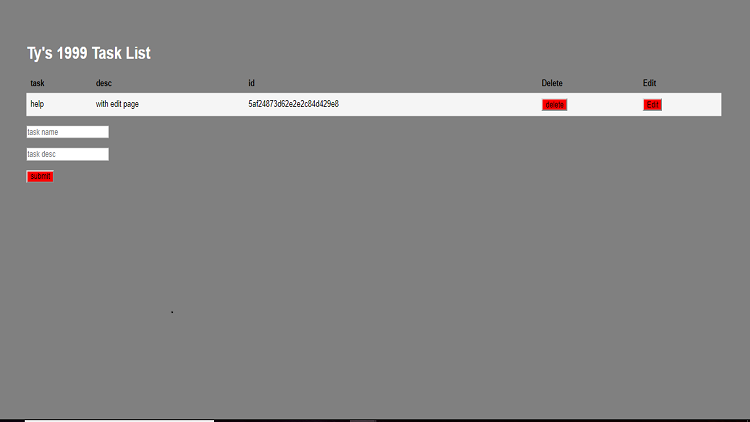 Ty's 1999 Task List
task desc id Delete Edit
help with edit page 5af24873d62e2e2c84d429e8 delete Edit
task name
task desc
submit